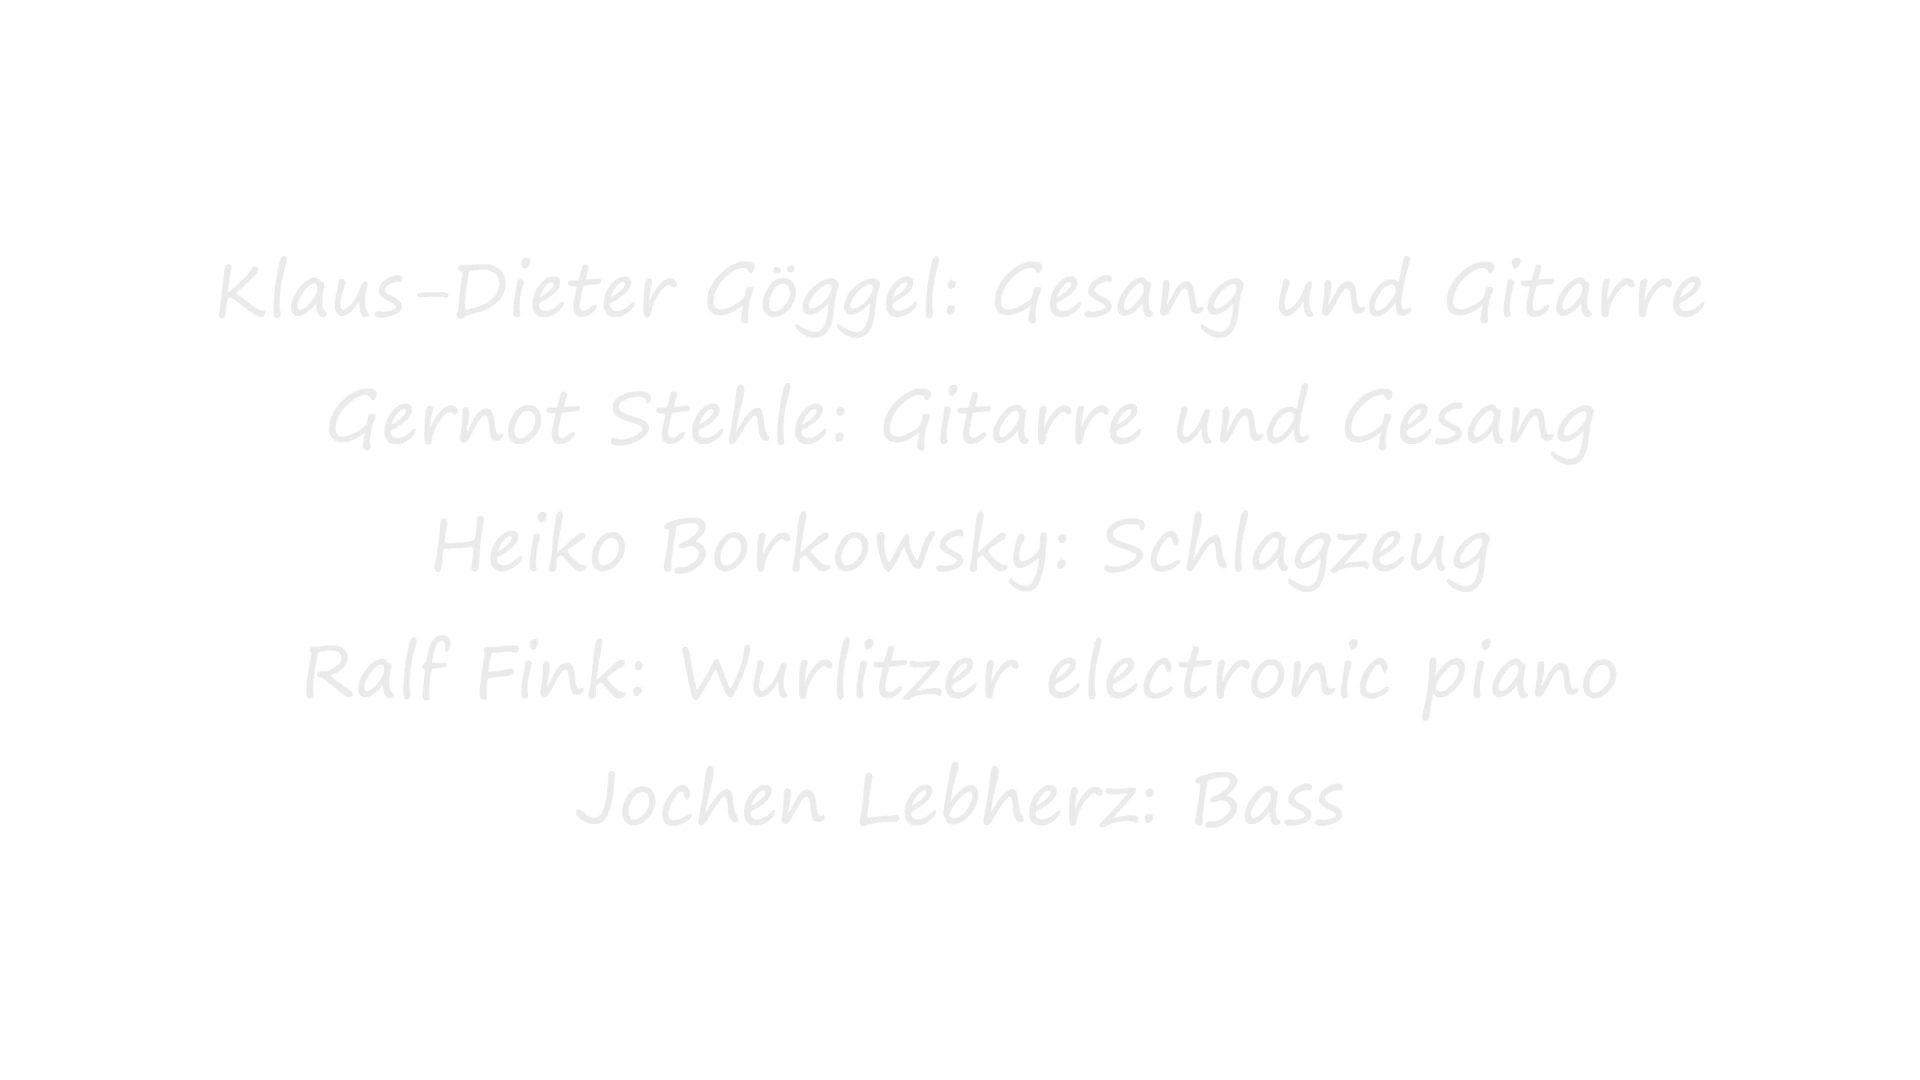 Klaus-Dieter Göggel: Gesang und Gitarre
Gernot Stehle: Gitarre und Gesang
Heiko Borkowsky: Schlagzeug
Ralf Fink: Wurlitzer electronic piano
Jochen Lebherz: Bass